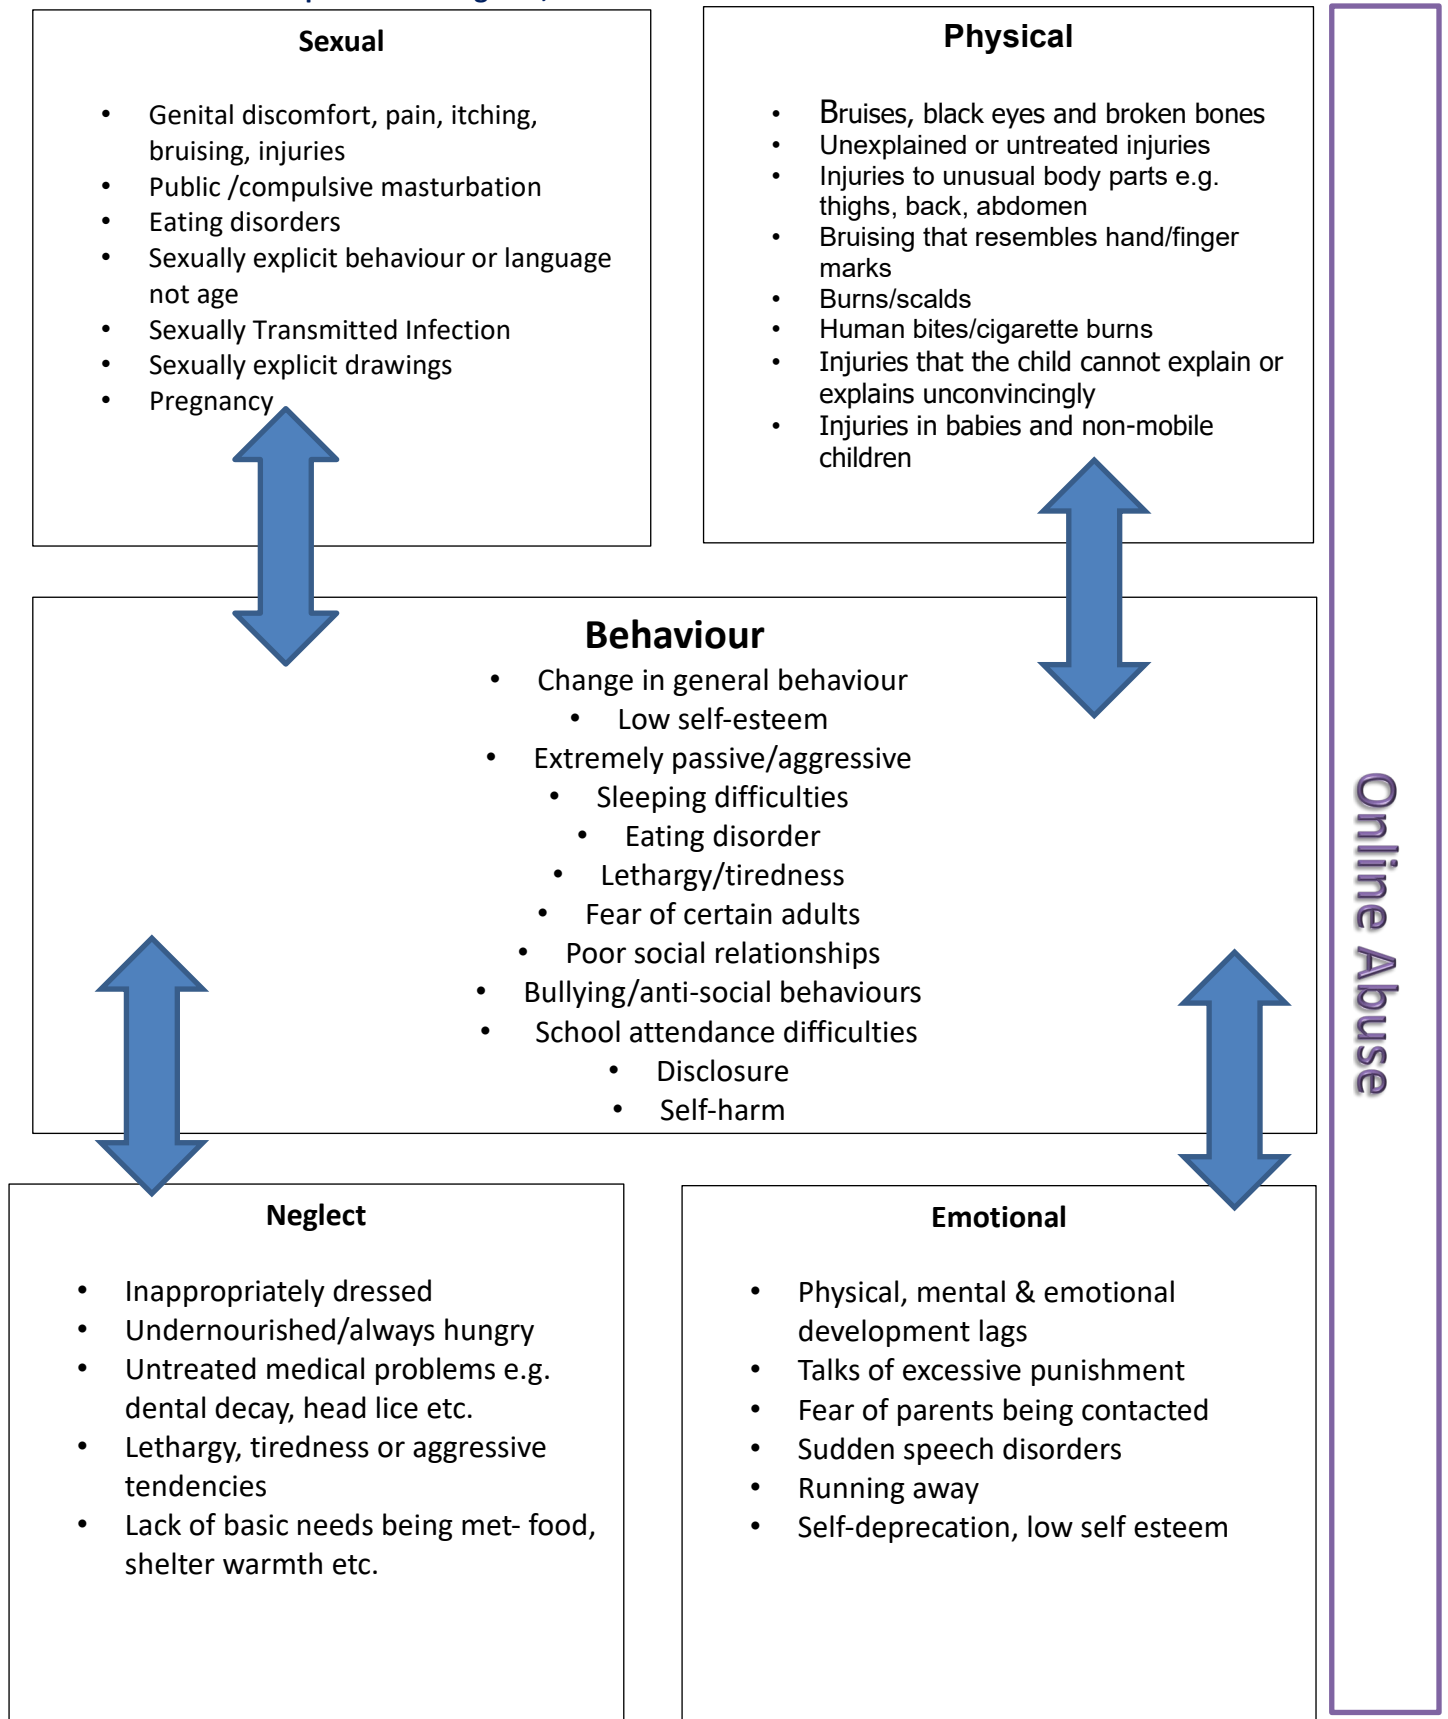 Sexual
• Genital discomfort, pain, itching,
bruising, injuries
• Public /compulsive masturbation
• Eating disorders
• Sexually explicit behaviour or language
not age
• Sexually Transmitted Infection
• Sexually explicit drawings
• Pregnancy
Physical
• Bruises, black eyes and broken bones
• Unexplained or untreated injuries
• Injuries to unusual body parts e.g.
thighs, back, abdomen
• Bruising that resembles hand/finger
marks
• Burns/scalds
• Human bites/cigarette burns
• Injuries that the child cannot explain or
explains unconvincingly
• Injuries in babies and non-mobile
children
Behaviour
• Change in general behaviour
• Low self-esteem
• Extremely passive/aggressive
• Sleeping difficulties
• Eating disorder
• Lethargy/tiredness
• Fear of certain adults
• Poor social relationships
• Bullying/anti-social behaviours
• School attendance difficulties
• Disclosure
• Self-harm
Neglect
• Inappropriately dressed
• Undernourished/always hungry
• Untreated medical problems e.g.
dental decay, head lice etc.
• Lethargy, tiredness or aggressive
tendencies
• Lack of basic needs being met- food,
shelter warmth etc.
Emotional
• Physical, mental & emotional
development lags
• Talks of excessive punishment
• Fear of parents being contacted
• Sudden speech disorders
• Running away
• Self-deprecation, low self esteem
Online Abuse